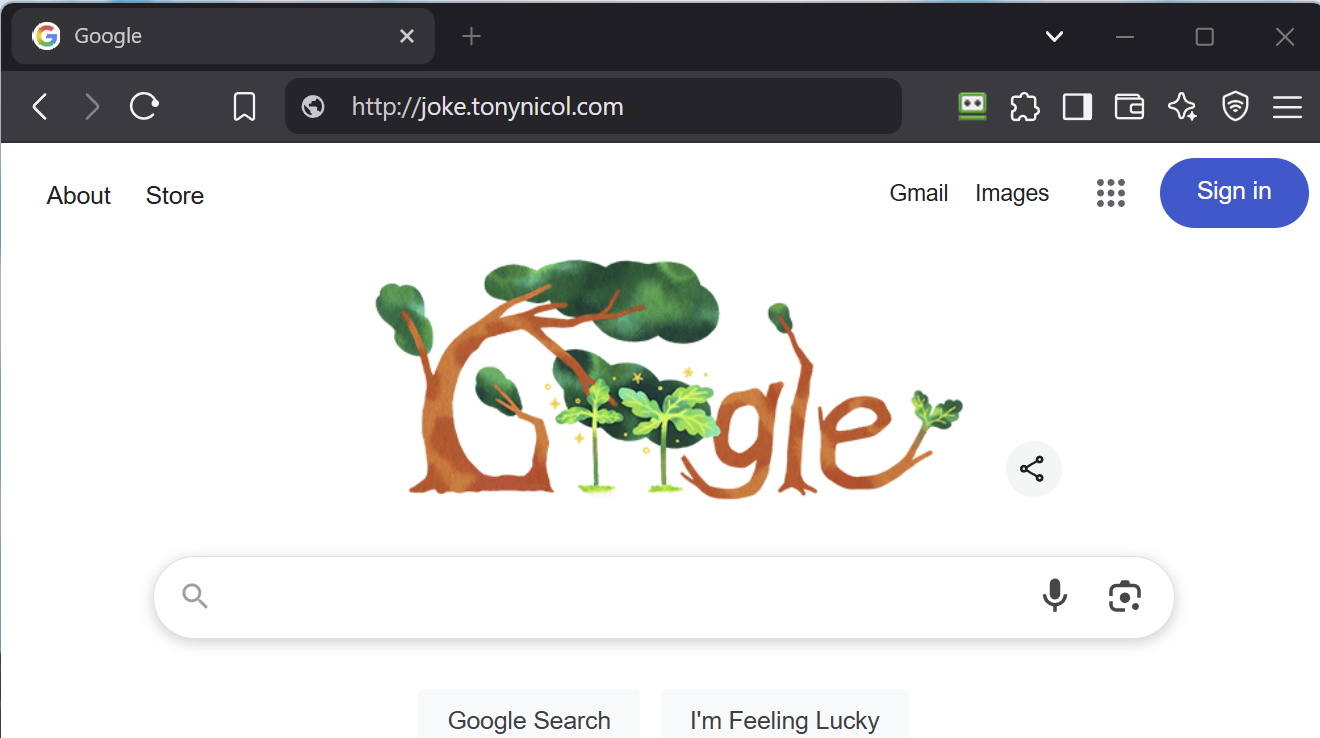 Google
http://joke.tonynicol.com
About Store Gmail Images Sign in
Google
Google Search I'm Feeling Lucky